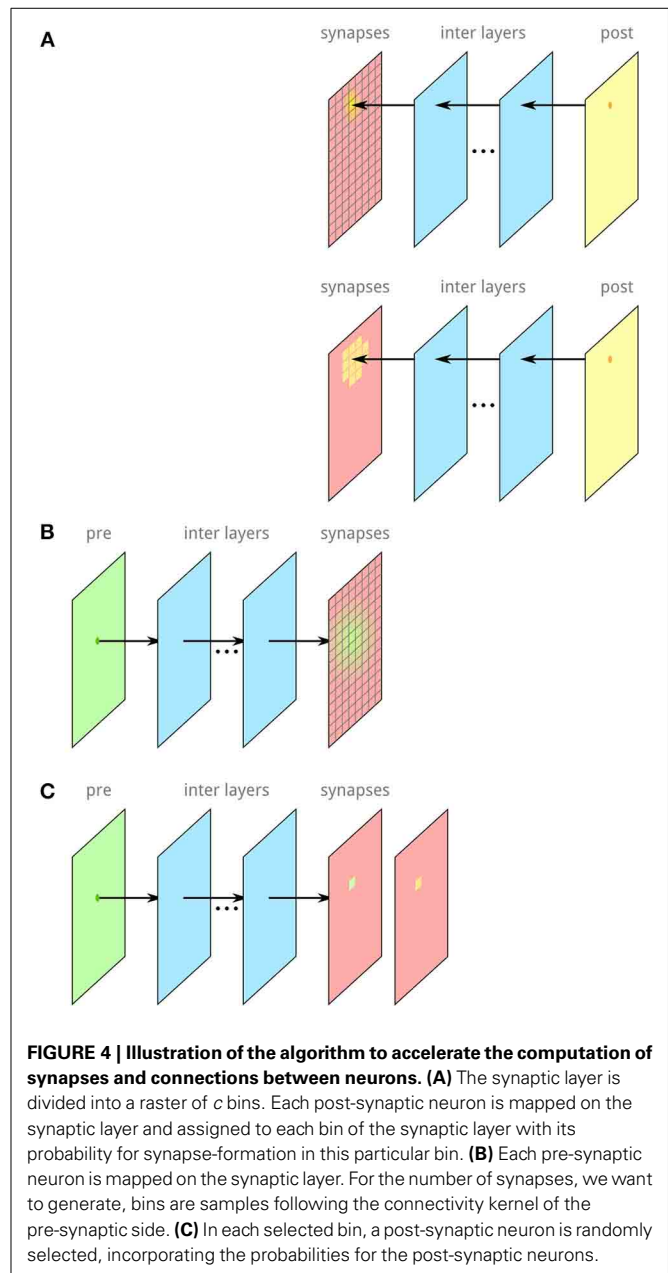 A
synapses inter layers post
...
synapses inter layers post
...
B pre inter layers synapses
...
C pre inter layers synapses
...
FIGURE 4 | Illustration of the algorithm to accelerate the computation of
synapses and connections between neurons. (A) The synaptic layer is
divided into a raster of c bins. Each post-synaptic neuron is mapped on the
synaptic layer and assigned to each bin of the synaptic layer with its
probability for synapse-formation in this particular bin. (B) Each pre-synaptic
neuron is mapped on the synaptic layer. For the number of synapses, we want
to generate, bins are samples following the connectivity kernel of the
pre-synaptic side. (C) In each selected bin, a post-synaptic neuron is randomly
selected, incorporating the probabilities for the post-synaptic neurons.